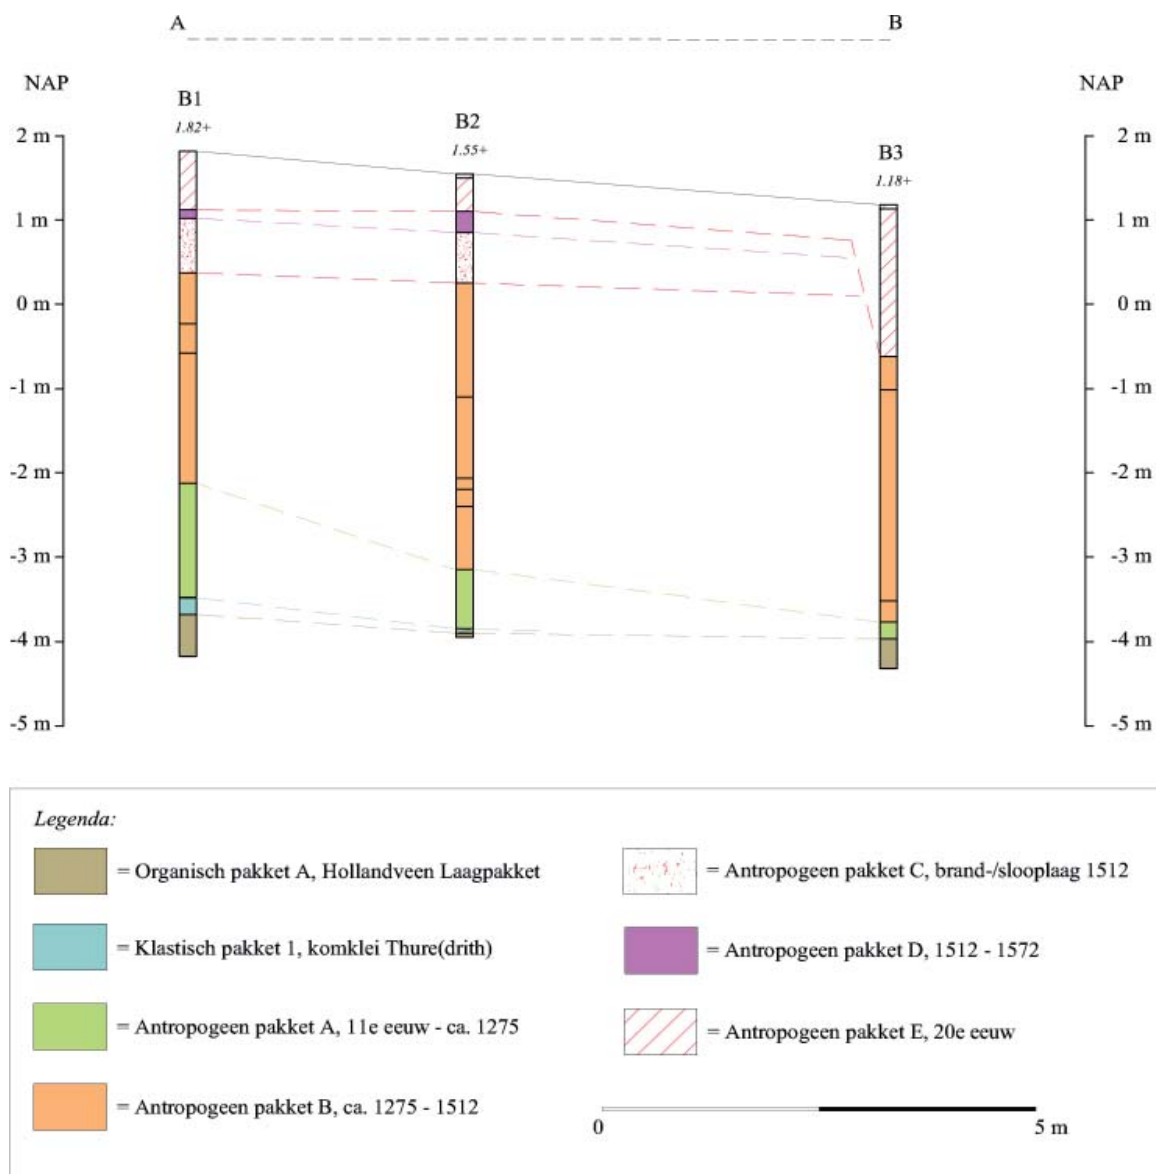 A B
NAP NAP
B1 B2 B3
1.82+ 1.55+ 1.18+
2 m 2 m
1 m 1 m
0 m 0 m
-1 m -1 m
-2 m -2 m
-3 m -3 m
-4 m -4 m
-5 m -5 m
Legenda:
= Organisch pakket A, Hollandveen Laagpakket
= Klastisch pakket 1, komklei Thure(drith)
= Antropogeen pakket A, 11e eeuw - ca. 1275
= Antropogeen pakket B, ca. 1275 - 1512
= Antropogeen pakket C, brand-/slooplaag 1512
= Antropogeen pakket D, 1512 - 1572
= Antropogeen pakket E, 20e eeuw
0 5 m